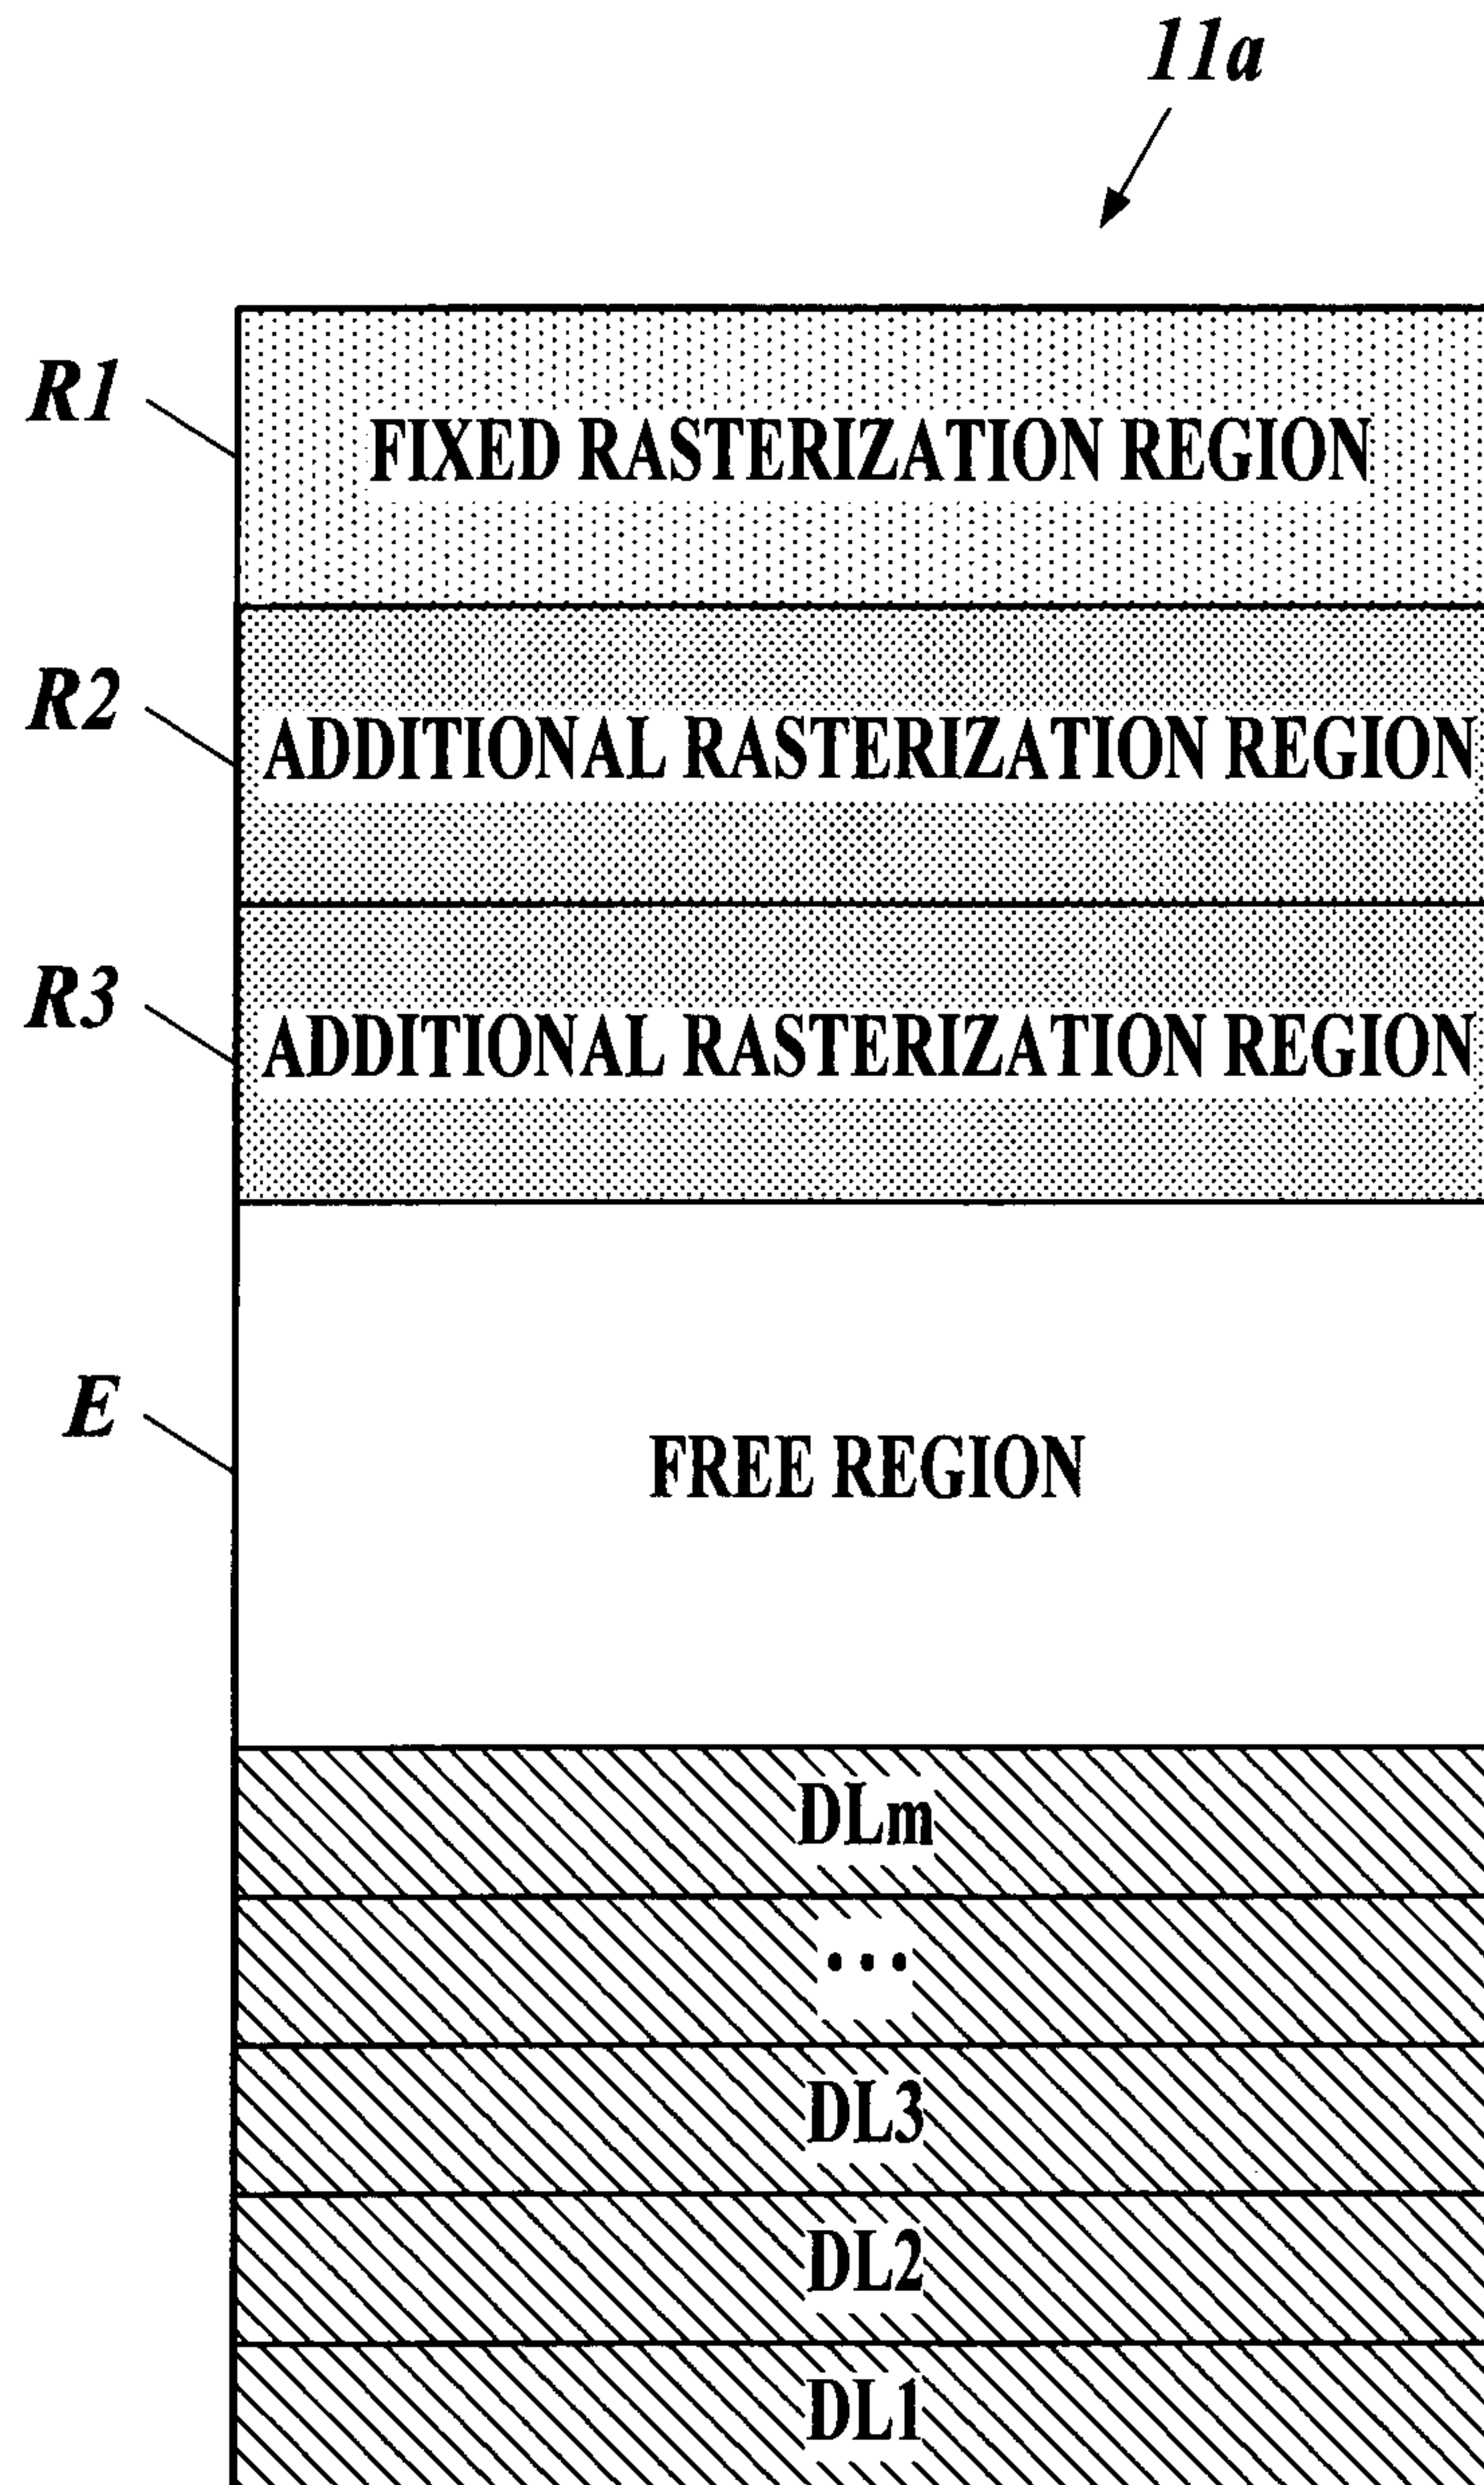 11a
R1
FIXED RASTERIZATION REGION
R2
ADDITIONAL RASTERIZATION REGION
R3
ADDITIONAL RASTERIZATION REGION
E
FREE REGION
DLm
...
DL3
DL2
DL1